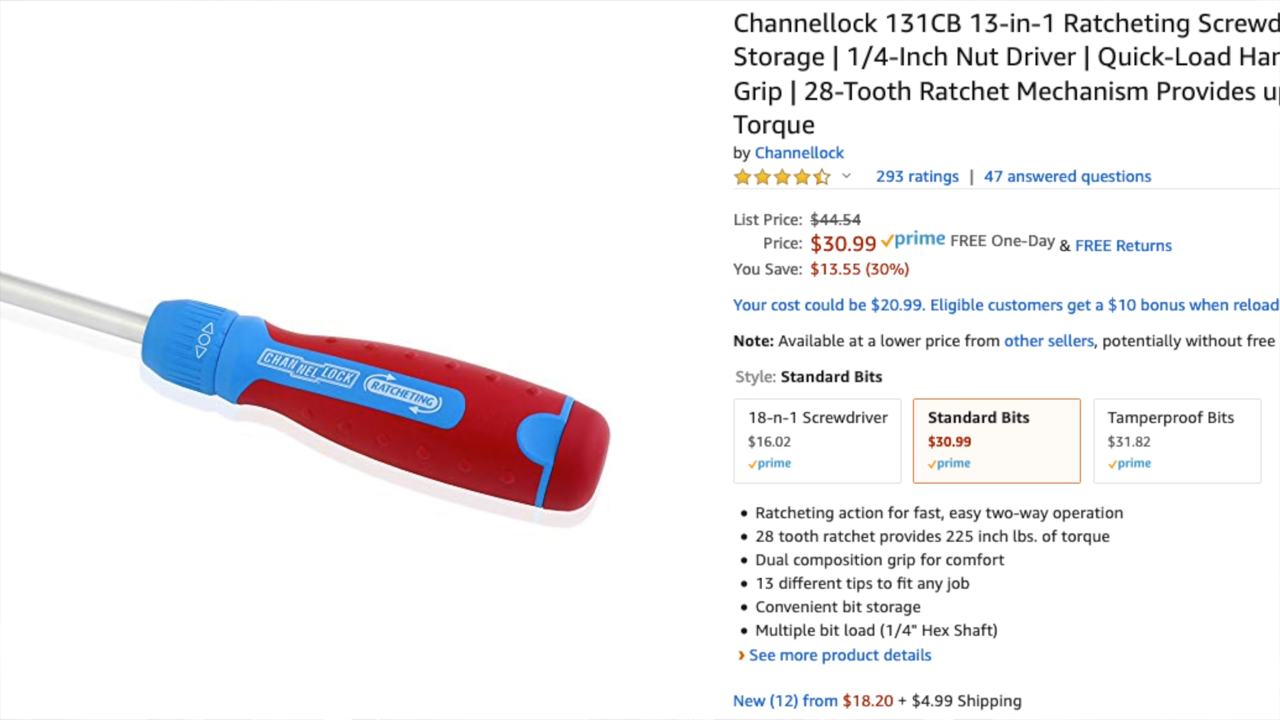 Channellock 131CB 13-in-1 Ratcheting
Storage | 1/4-Inch Nut Driver | Quick-Load
Grip | 28-Tooth Ratchet Mechanism Provides
Torque
by Channellock
293 ratings | 47 answered questions
List Price: $44.54
Price: $30.99 prime FREE One-Day & FREE Returns
You Save: $13.55 (30%)
Your cost could be $20.99. Eligible customers get a $10 bonus when reload
Note: Available at a lower price from other sellers, potentially without free
Style: Standard Bits
18-n-1 Screwdriver
$16.02
prime
Standard Bits
$30.99
prime
Tamperproof Bits
$31.82
prime
• Ratcheting action for fast, easy two-way operation
• 28 tooth ratchet provides 225 inch lbs. of torque
• Dual composition grip for comfort
• 13 different tips to fit any job
• Convenient bit storage
• Multiple bit load (1/4" Hex Shaft)
› See more product details
New (12) from $18.20 + $4.99 Shipping
CHANNELLOCK
RATCHETING